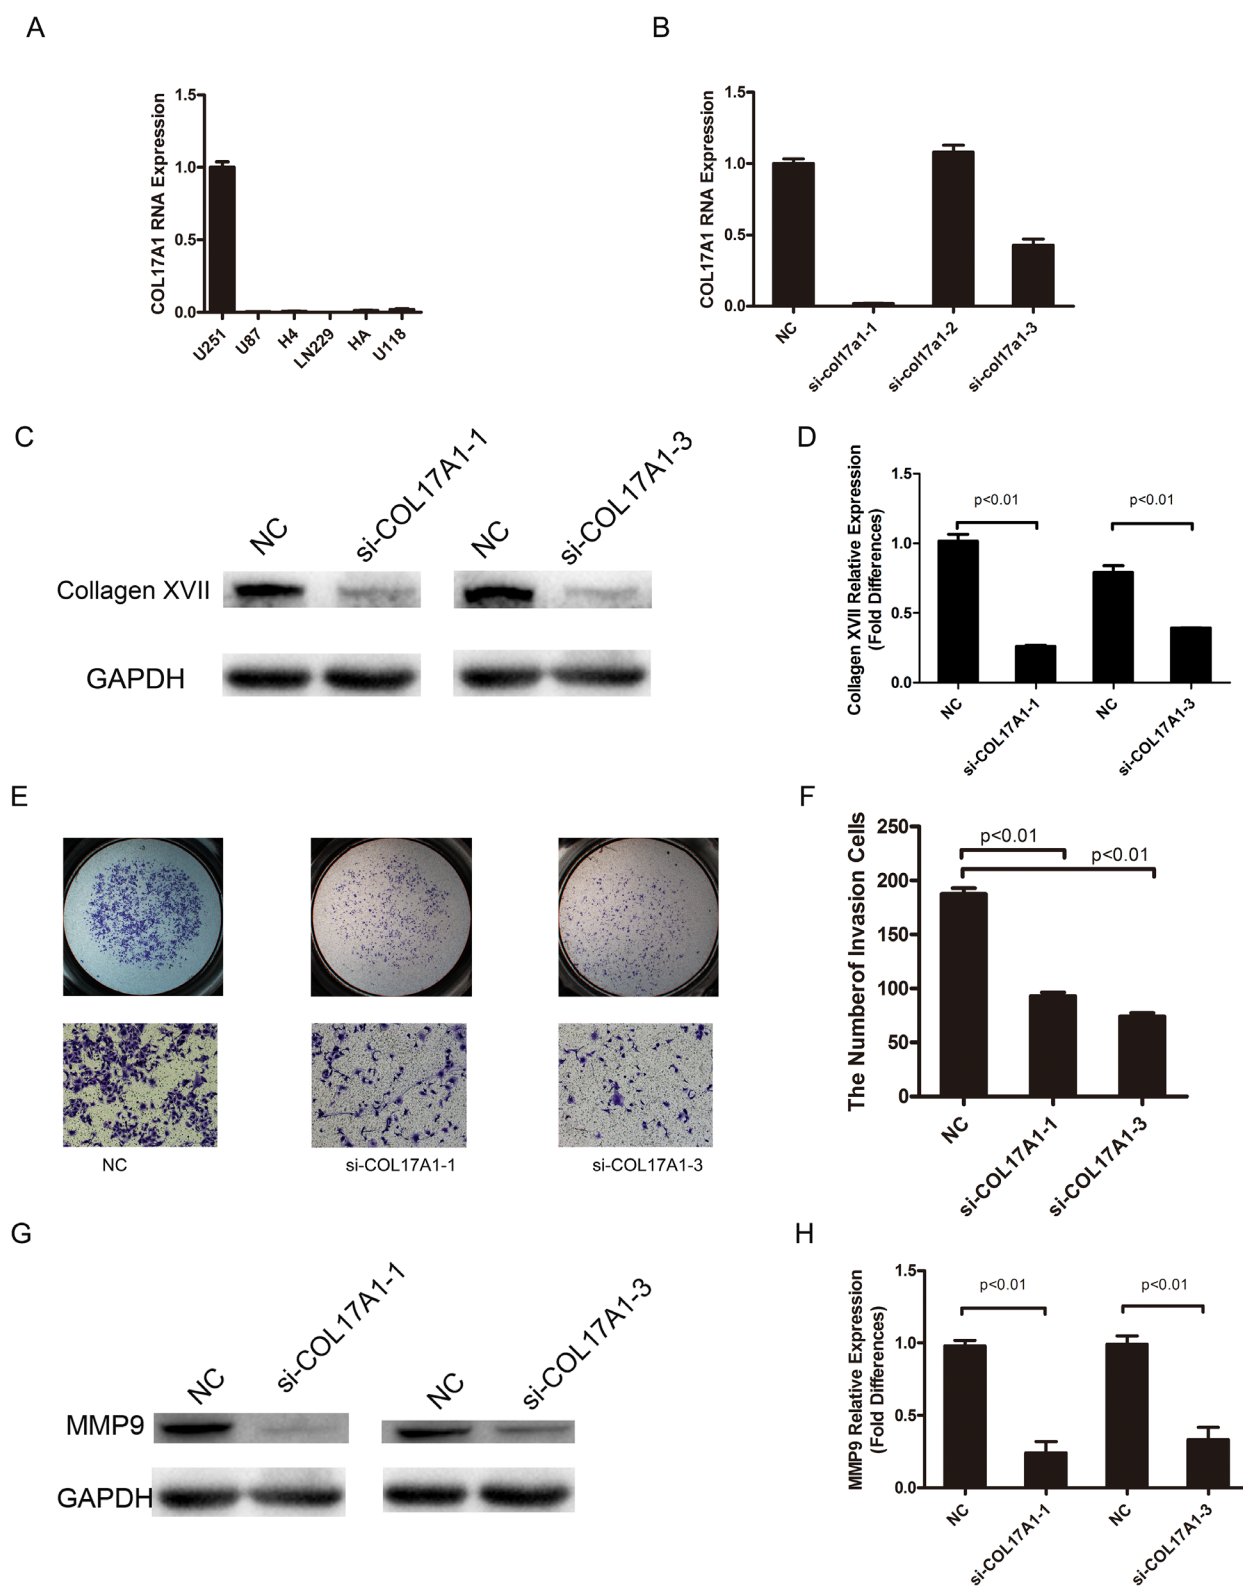 A
COL17A1 RNA Expression
1.5
1.0
0.5
0.0
U251
U87
H4
LN229
HA
U118
B
COL17A1 RNA Expression
1.5
1.0
0.5
0.0
NC
si-col17a1-1
si-col17a1-2
si-col17a1-3
C
NC
si-COL17A1-1
NC
si-COL17A1-3
Collagen XVII
GAPDH
D
Collagen XVII Relative Expression
(Fold Differences)
1.5
1.0
0.5
0.0
p<0.01
p<0.01
NC
si-COL17A1-1
NC
si-COL17A1-3
E
NC
si-COL17A1-1
si-COL17A1-3
F
The Numberof Invasion Cells
250
200
150
100
50
0
p<0.01
p<0.01
NC
si-COL17A1-1
si-COL17A1-3
G
NC
si-COL17A1-1
NC
si-COL17A1-3
MMP9
GAPDH
H
MMP9 Relative Expression
(Fold Differences)
1.5
1.0
0.5
0.0
p<0.01
p<0.01
NC
si-COL17A1-1
NC
si-COL17A1-3